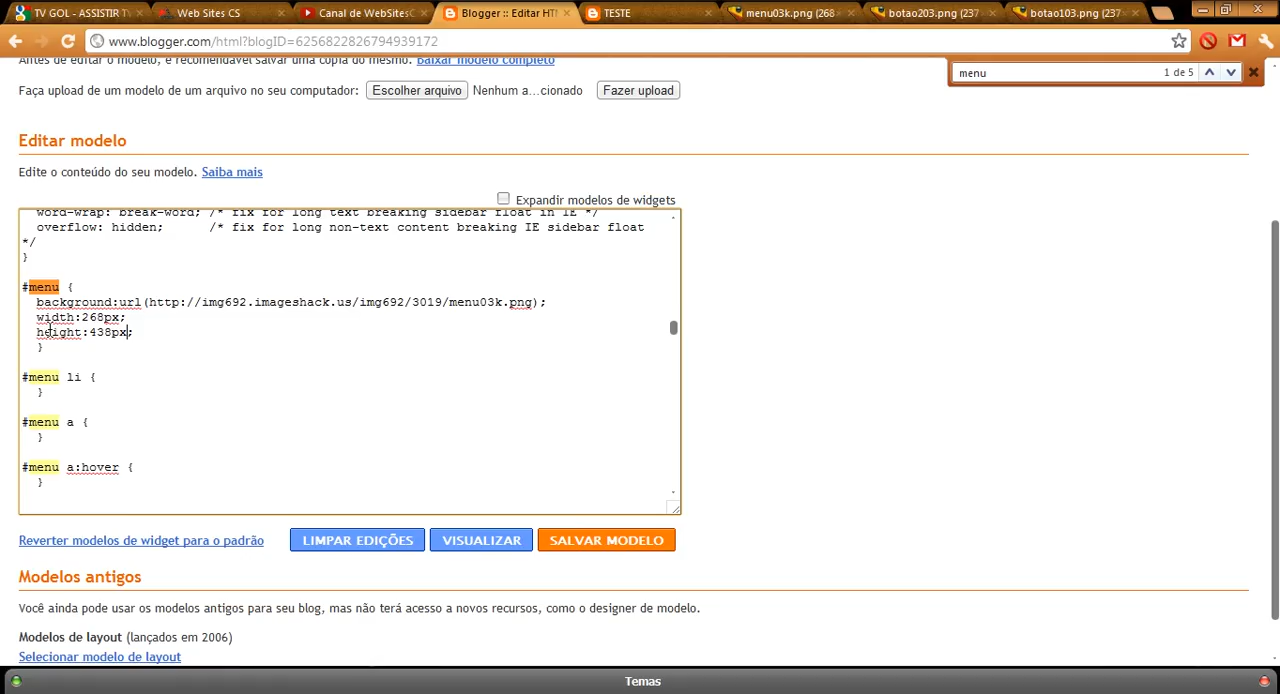 TV GOL - ASSISTIR T
Web Sites CS
Canal de WebSitesC
Blogger :: Editar HT
TESTE
menu03k.png (268
botao203.png (237
botao103.png (237
www.blogger.com/html?blogID=6256822826794939172
menu
1 de 5
Antes de editar o modelo, é recomendável salvar uma cópia do mesmo. Baixar modelo completo
Faça upload de um modelo de um arquivo no seu computador: Escolher arquivo Nenhum a...cionado Fazer upload
Editar modelo
Edite o conteúdo do seu modelo. Saiba mais
Expandir modelos de widgets
word-wrap: break-word; /* fix for long text breaking sidebar float in IE */
overflow: hidden; /* fix for long non-text content breaking IE sidebar float
*/
}
#menu {
background:url(http://img692.imageshack.us/img692/3019/menu03k.png);
width:268px;
height:438px;
}
#menu li {
}
#menu a {
}
#menu a:hover {
}
Reverter modelos de widget para o padrão
LIMPAR EDIÇÕES
VISUALIZAR
SALVAR MODELO
Modelos antigos
Você ainda pode usar os modelos antigos para seu blog, mas não terá acesso a novos recursos, como o designer de modelo.
Modelos de layout (lançados em 2006)
Selecionar modelo de layout
Temas